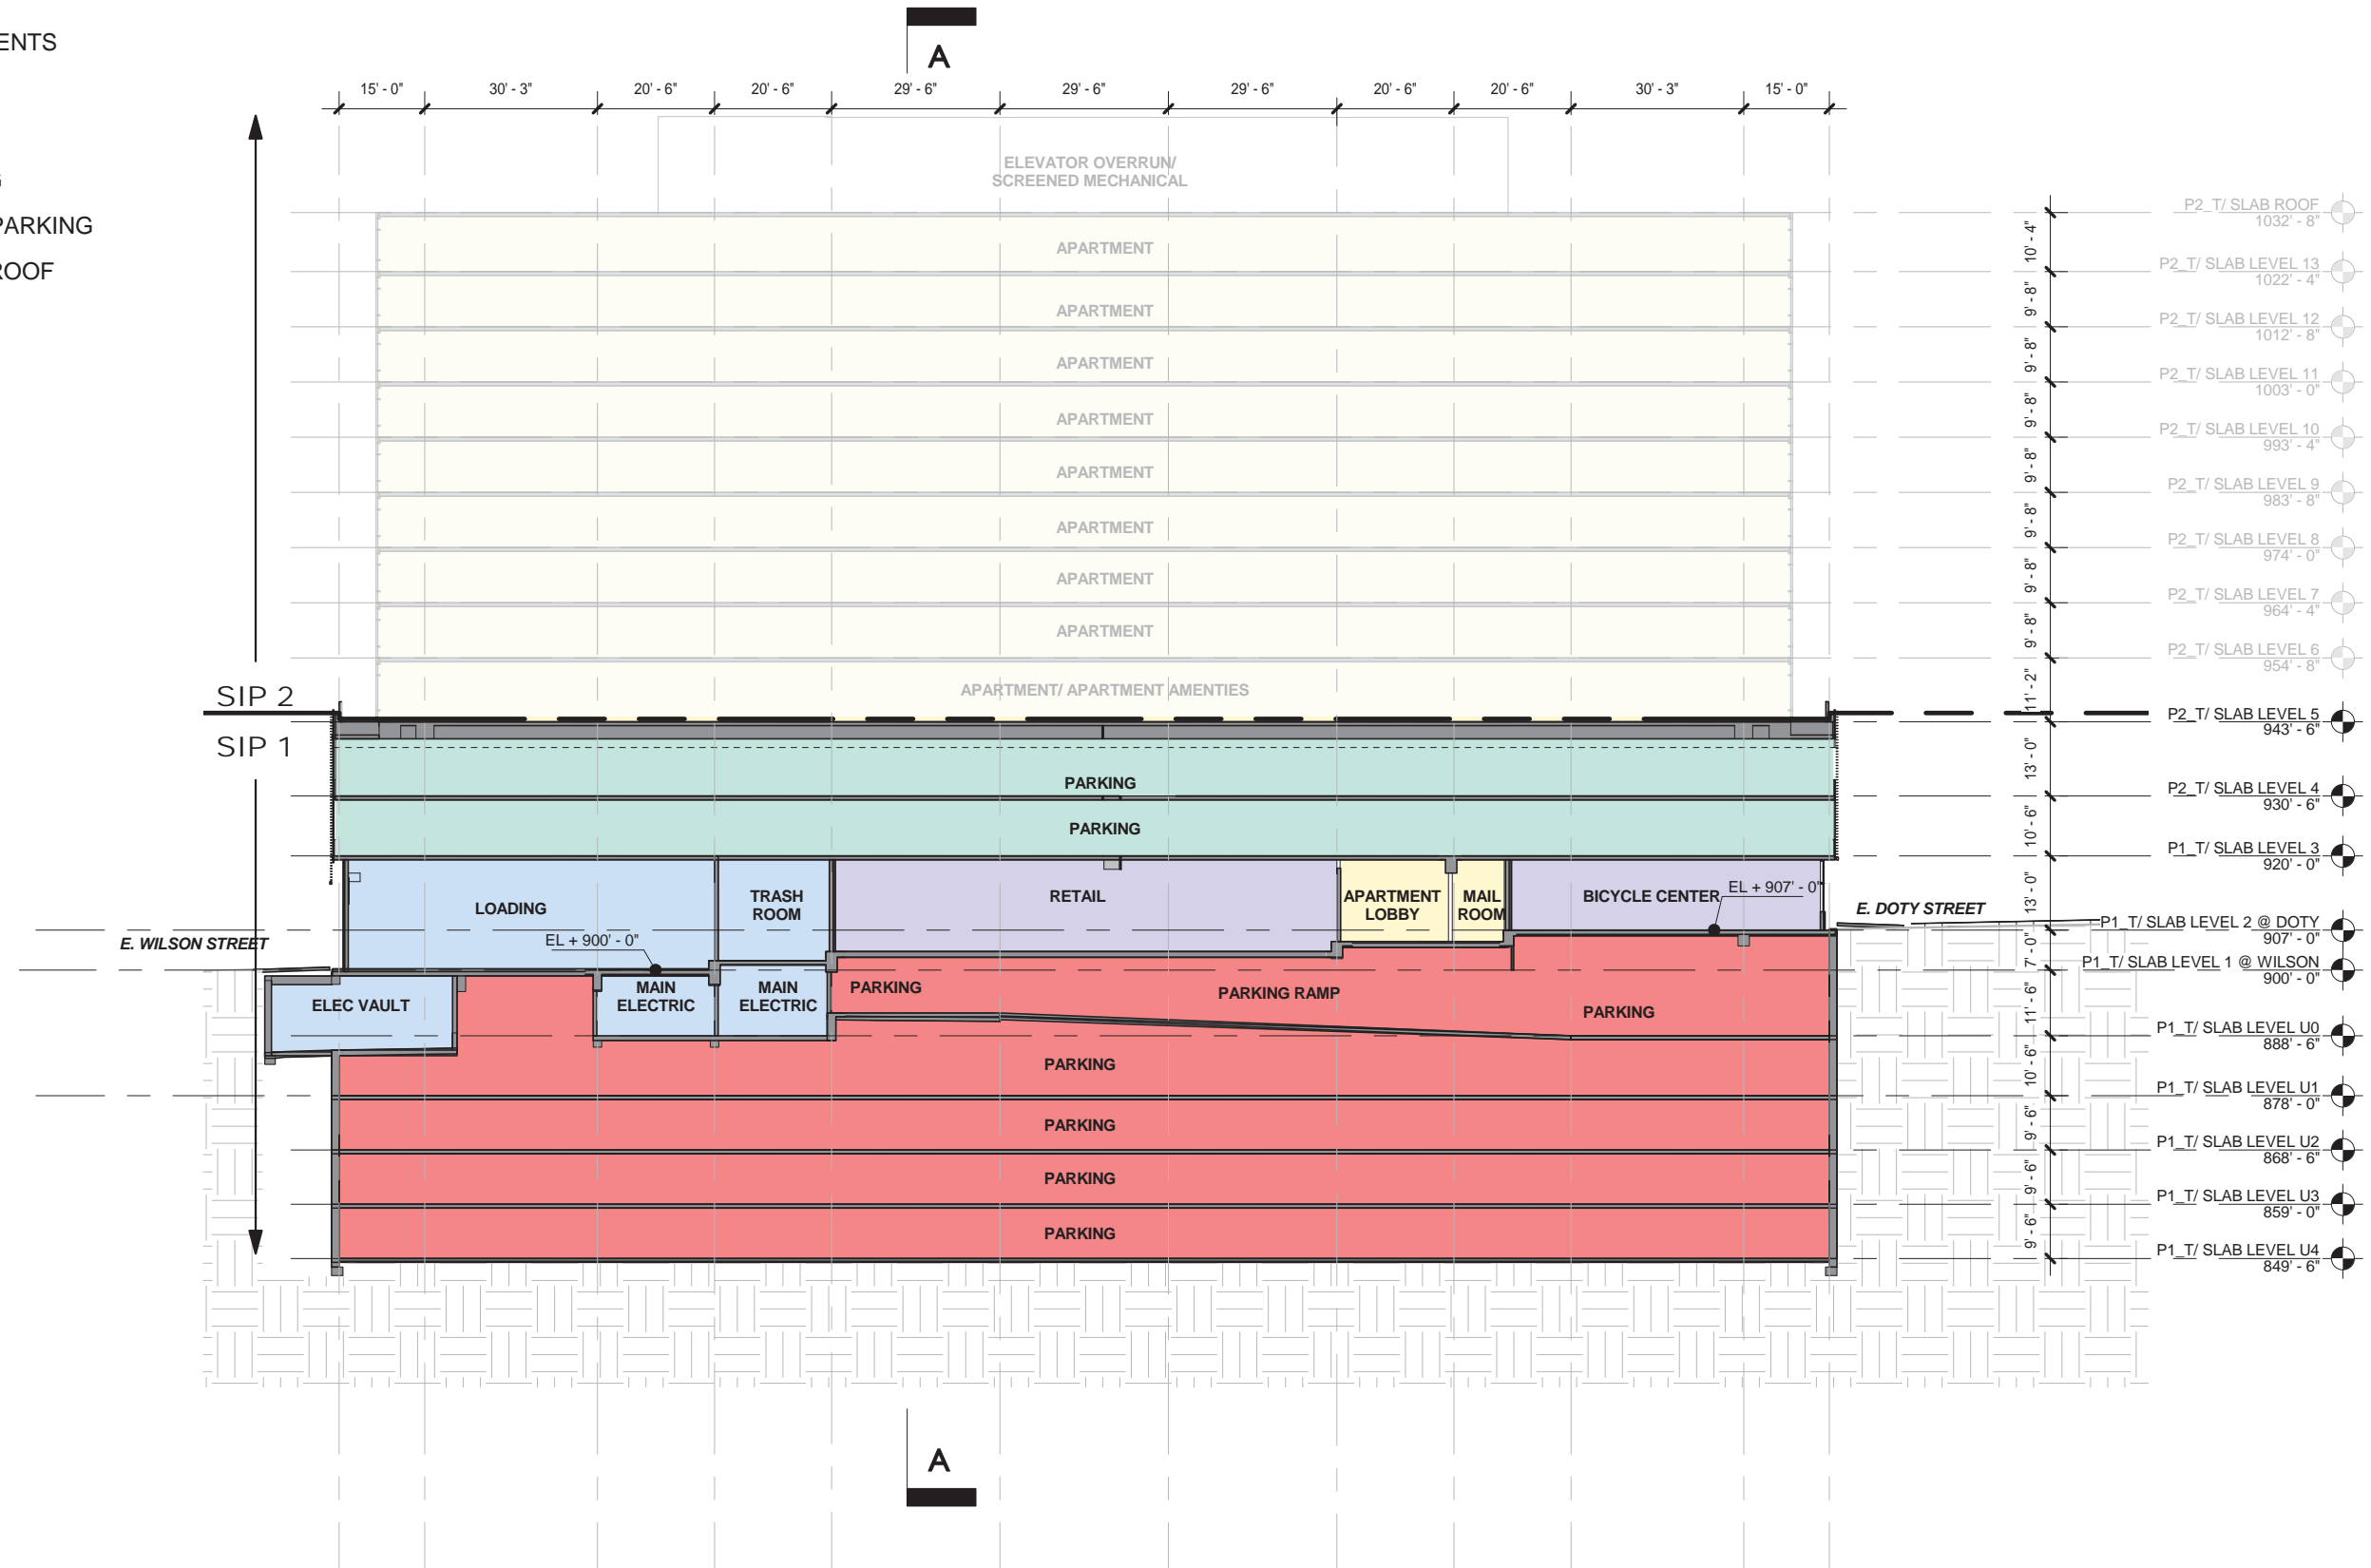 A
ENTS
PARKING
ROOF
15' - 0"
30' - 3"
20' - 6"
20' - 6"
29' - 6"
29' - 6"
29' - 6"
20' - 6"
20' - 6"
30' - 3"
15' - 0"
ELEVATOR OVERRUN/
SCREENED MECHANICAL
APARTMENT
APARTMENT
APARTMENT
APARTMENT
APARTMENT
APARTMENT
APARTMENT
APARTMENT
APARTMENT/ APARTMENT AMENTIES
SIP 2
SIP 1
PARKING
PARKING
LOADING
TRASH
ROOM
RETAIL
APARTMENT
LOBBY
MAIL
ROOM
BICYCLE CENTER
EL + 907' - 0"
E. DOTY STREET
E. WILSON STREET
EL + 900' - 0"
ELEC VAULT
MAIN
ELECTRIC
MAIN
ELECTRIC
PARKING
PARKING RAMP
PARKING
PARKING
PARKING
PARKING
PARKING
10' - 4"
9' - 8"
9' - 8"
9' - 8"
9' - 8"
9' - 8"
9' - 8"
9' - 8"
11' - 2"
13' - 0"
10' - 6"
13' - 0"
7' - 0"
11' - 6"
10' - 6"
9' - 6"
9' - 6"
9' - 6"
P2_T/ SLAB ROOF
1032' - 8"
P2_T/ SLAB LEVEL 13
1022' - 4"
P2_T/ SLAB LEVEL 12
1012' - 8"
P2_T/ SLAB LEVEL 11
1003' - 0"
P2_T/ SLAB LEVEL 10
993' - 4"
P2_T/ SLAB LEVEL 9
983' - 8"
P2_T/ SLAB LEVEL 8
974' - 0"
P2_T/ SLAB LEVEL 7
964' - 4"
P2_T/ SLAB LEVEL 6
954' - 8"
P2_T/ SLAB LEVEL 5
943' - 6"
P2_T/ SLAB LEVEL 4
930' - 6"
P1_T/ SLAB LEVEL 3
920' - 0"
P1_T/ SLAB LEVEL 2 @ DOTY
907' - 0"
P1_T/ SLAB LEVEL 1 @ WILSON
900' - 0"
P1_T/ SLAB LEVEL U0
888' - 6"
P1_T/ SLAB LEVEL U1
878' - 0"
P1_T/ SLAB LEVEL U2
868' - 6"
P1_T/ SLAB LEVEL U3
859' - 0"
P1_T/ SLAB LEVEL U4
849' - 6"
A